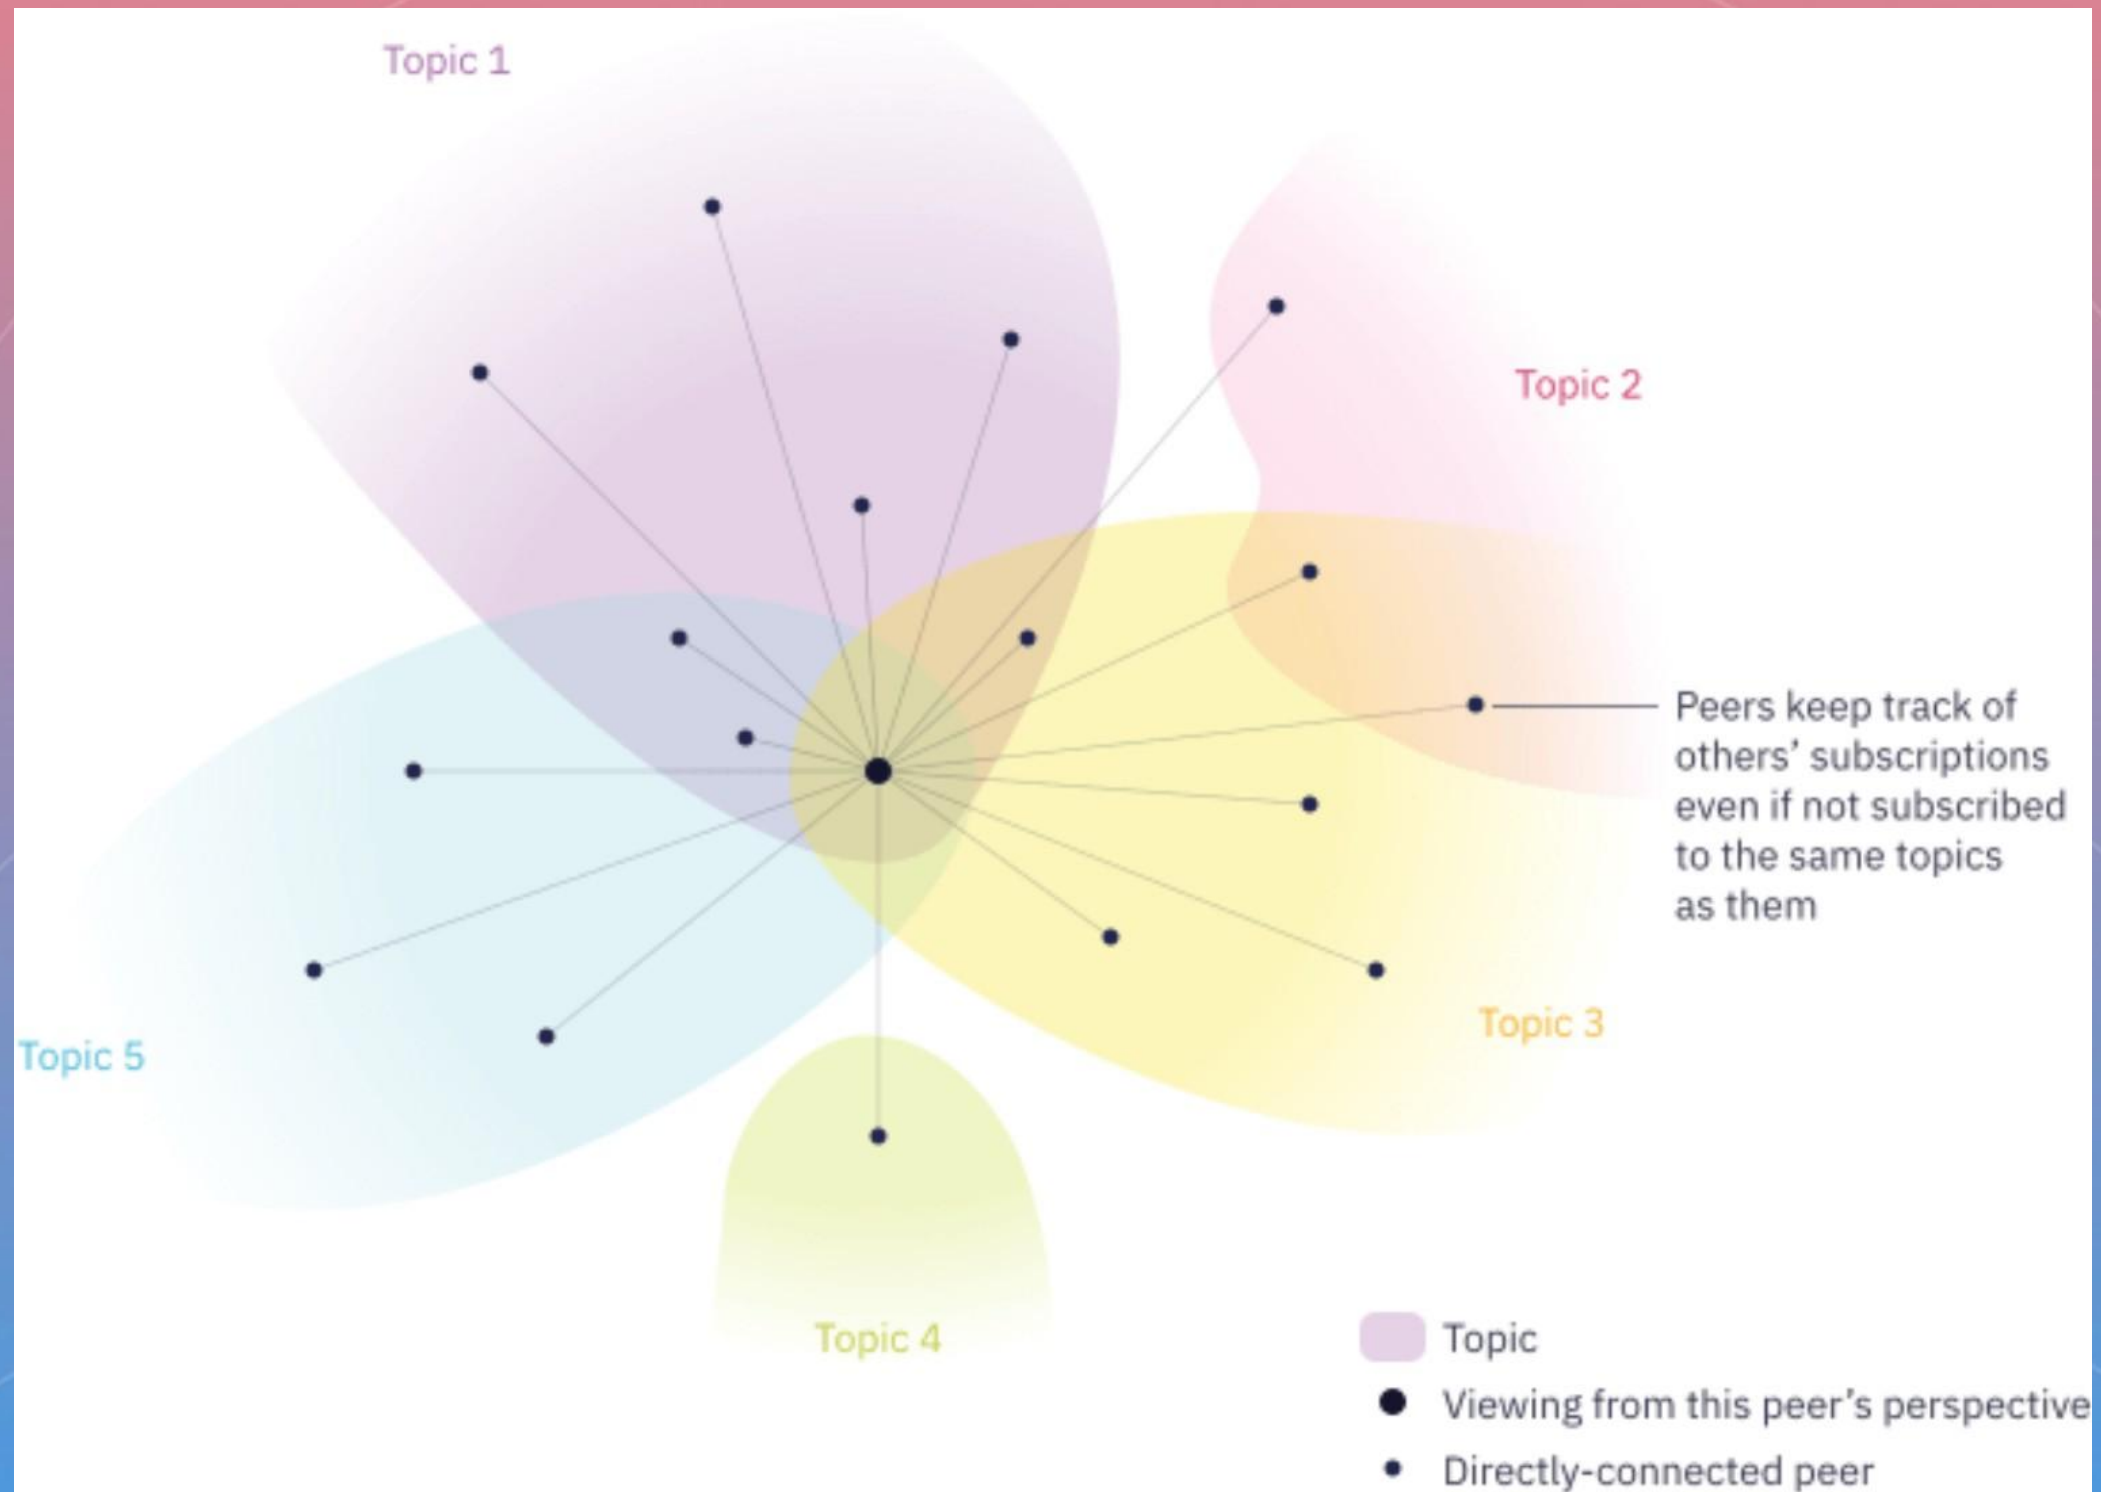 Topic 1
Topic 2
Peers keep track of
others’ subscriptions
even if not subscribed
to the same topics
as them
Topic 3
Topic 5
Topic 4
Topic
Viewing from this peer’s perspective
Directly-connected peer